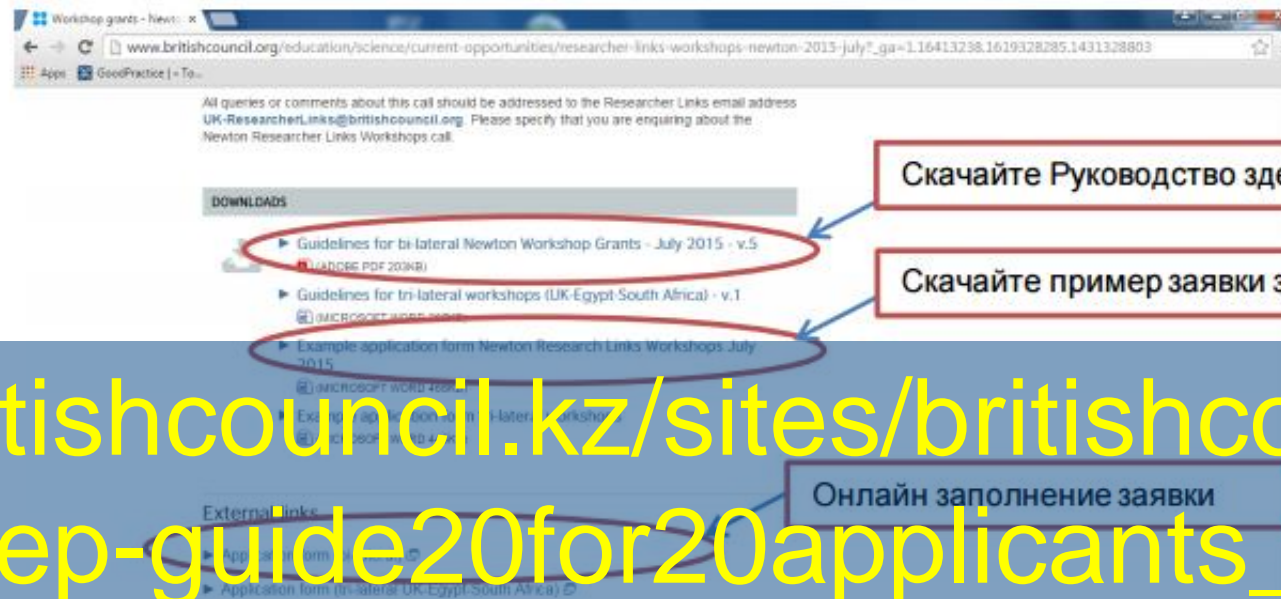 Workshop grants - Newt
www.britishcouncil.org/education/science/current-opportunities/researcher-links-workshops-newton-2015-july?_ga=1.16413238.1619328285.1431328803
Apps GoodPractice | - To...
All queries or comments about this call should be addressed to the Researcher Links email address
UK-ResearcherLinks@britishcouncil.org. Please specify that you are enquiring about the
Newton Researcher Links Workshops call.
Скачайте Руководство зде
DOWNLOADS
Guidelines for bi-lateral Newton Workshop Grants - July 2015 - v.5
(ADOBE PDF 203KB)
Скачайте пример заявки з
Guidelines for tri-lateral workshops (UK-Egypt-South Africa) - v.1
(MICROSOFT WORD
Example application form Newton Research Links Workshops July
2015
(MICROSOFT WORD
tishcouncil.kz/sites/britishco
Онлайн заполнение заявки
External links
ep-guide20for20applicants_
Application form (tri-lateral UK-Egypt-South Africa)